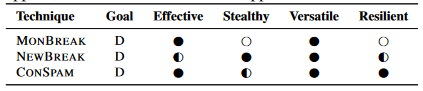 Technique Goal Effective Stealthy Versatile Resilient
MONBREAK D ● ○ ● ○
NEWBREAK D ◐ ● ● ◐
CONSPAM D ● ◐ ● ●